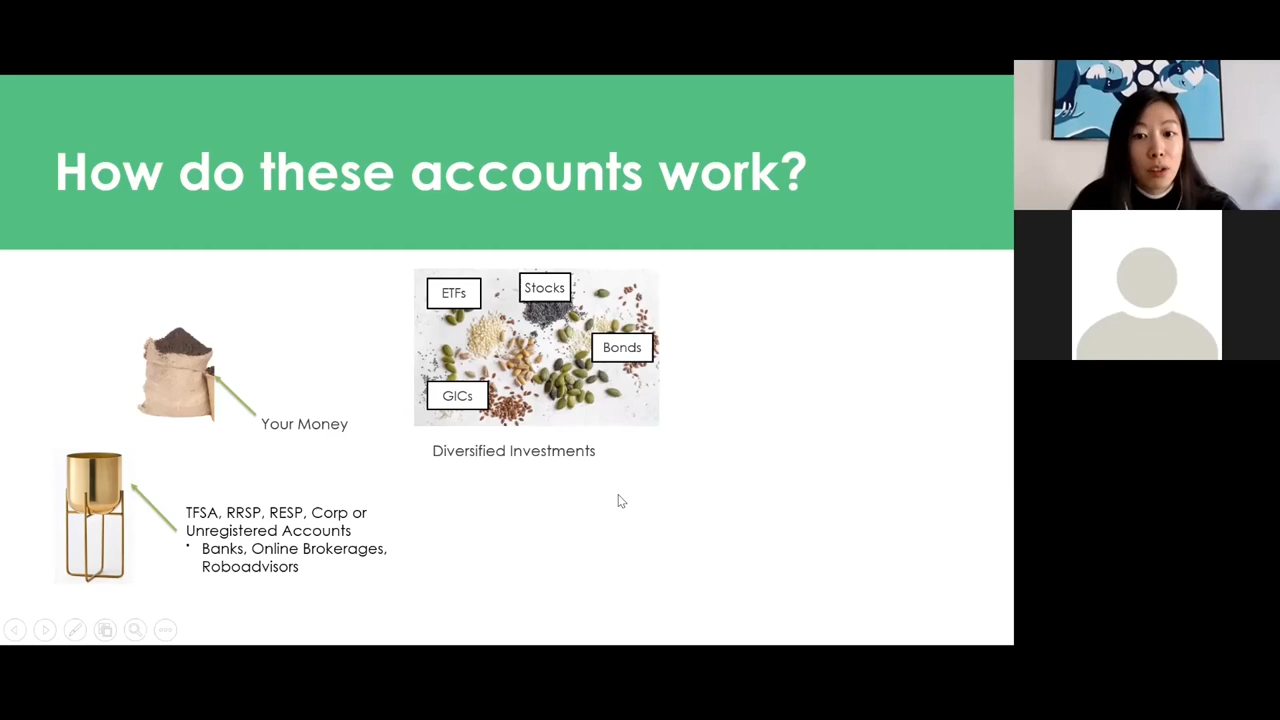 How do these accounts work?
ETFs
Stocks
Bonds
GICs
Your Money
Diversified Investments
TFSA, RRSP, RESP, Corp or
Unregistered Accounts
• Banks, Online Brokerages,
Roboadvisors